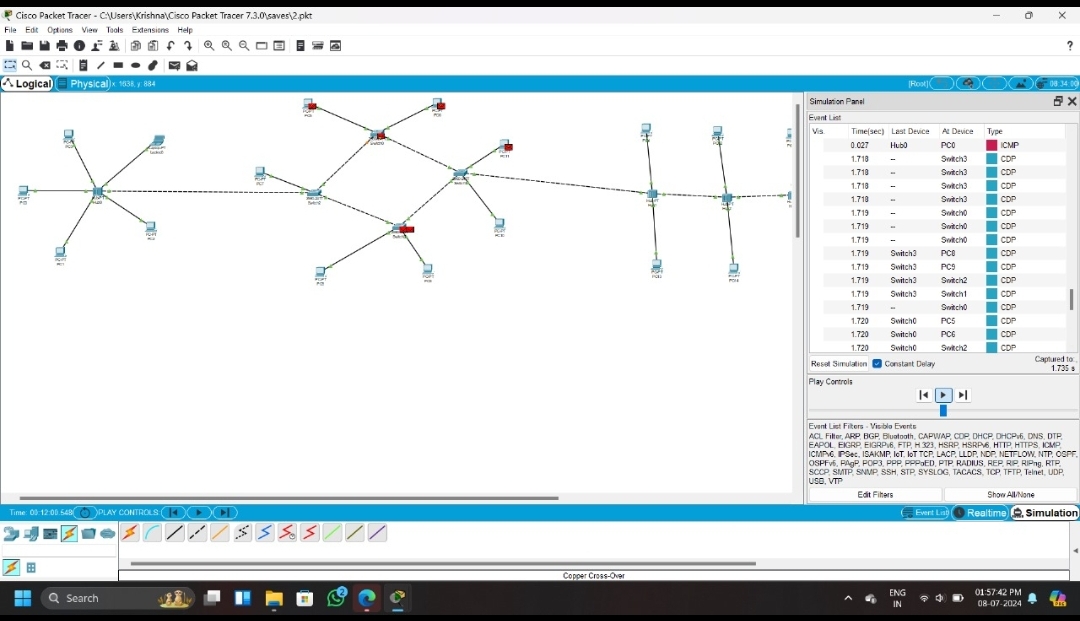 Cisco Packet Tracer - C:\Users\Krishna\Cisco Packet Tracer 7.3.0\saves\2.pkt
File Edit Options View Tools Extensions Help
?
Logical Physical x: 1638, y: 884 [Root] 08:34:00
Simulation Panel
Event List
Vis. Time(sec) Last Device At Device Type
0.027 Hub0 PC0 ICMP
1.718 -- Switch3 CDP
1.718 -- Switch3 CDP
1.718 -- Switch3 CDP
1.718 -- Switch3 CDP
1.719 -- Switch0 CDP
1.719 -- Switch0 CDP
1.719 -- Switch0 CDP
1.719 Switch3 PC8 CDP
1.719 Switch3 PC9 CDP
1.719 Switch3 Switch2 CDP
1.719 Switch3 Switch1 CDP
1.719 -- Switch0 CDP
1.720 Switch0 PC5 CDP
1.720 Switch0 PC6 CDP
1.720 Switch0 Switch2 CDP
Reset Simulation Constant Delay Captured to:
1.735 s
Play Controls
Event List Filters - Visible Events
ACL Filter, ARP, BGP, Bluetooth, CAPWAP, CDP, DHCP, DHCPv6, DNS, DTP,
EAPOL, EIGRP, EIGRPv6, FTP, H.323, HSRP, HSRPv6, HTTP, HTTPS, ICMP,
ICMPv6, IPSec, ISAKMP, IoT, IoT TCP, LACP, LLDP, NDP, NETFLOW, NTP, OSPF,
OSPFv6, PAgP, POP3, PPP, PPPoED, PTP, RADIUS, REP, RIP, RIPng, RTP,
SCCP, SMTP, SNMP, SSH, STP, SYSLOG, TACACS, TCP, TFTP, Telnet, UDP,
USB, VTP
Edit Filters Show All/None
Time: 00:12:00.548 PLAY CONTROLS: Event List Realtime Simulation
Copper Cross-Over
Search 2 ENG
IN 01:57:42 PM
08-07-2024